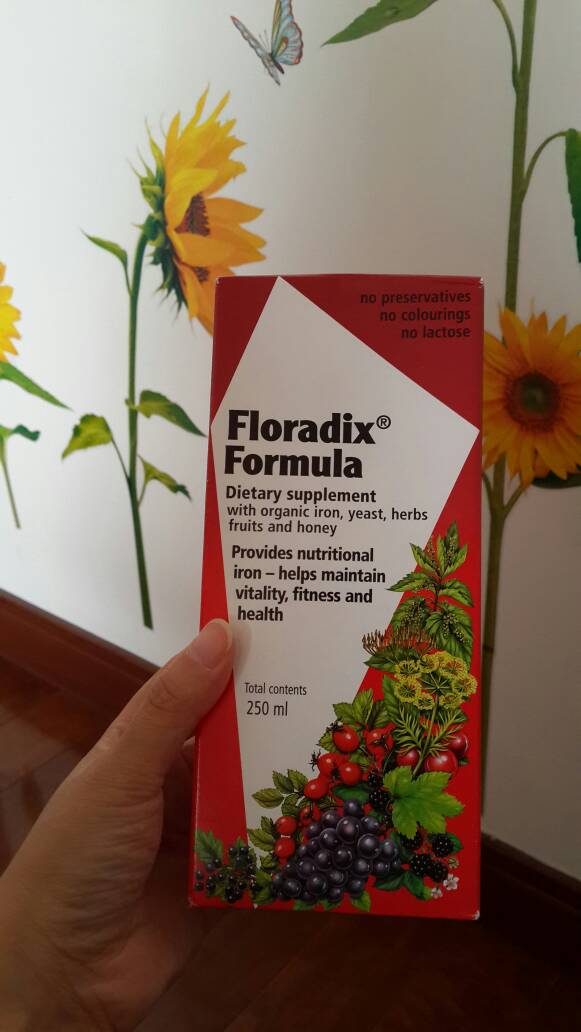 no preservatives
no colourings
no lactose
Floradix®
Formula
Dietary supplement
with organic iron, yeast, herbs
fruits and honey
Provides nutritional
iron – helps maintain
vitality, fitness and
health
Total contents
250 ml